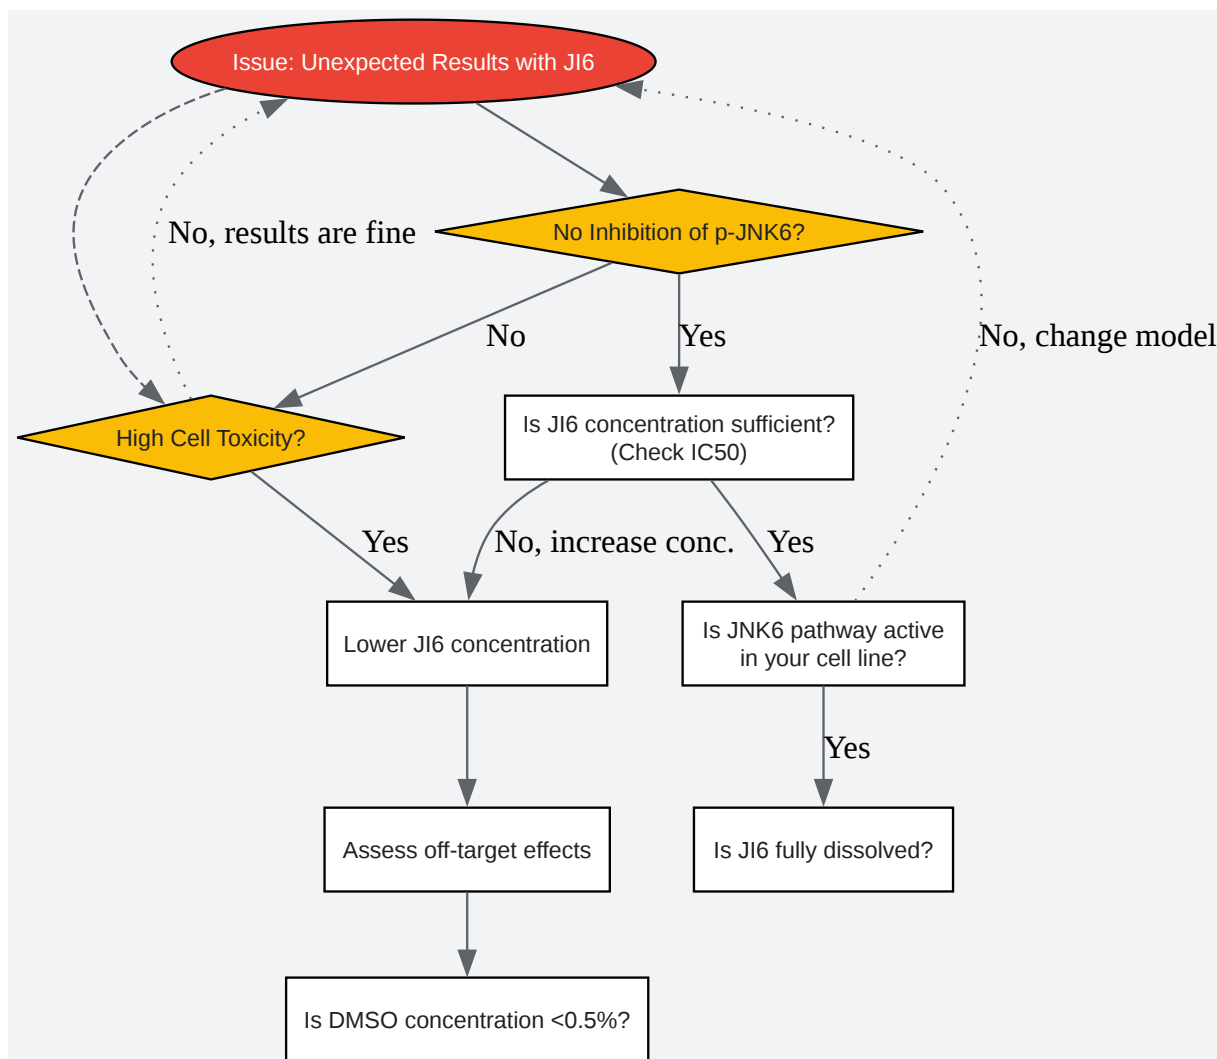 Issue: Unexpected Results with JI6
No Inhibition of p-JNK6?
No, results are fine
No
Yes
No, change model
High Cell Toxicity?
Is JI6 concentration sufficient?
(Check IC50)
Yes
No, increase conc.
Yes
Lower JI6 concentration
Is JNK6 pathway active
in your cell line?
Yes
Assess off-target effects
Is JI6 fully dissolved?
Is DMSO concentration <0.5%?